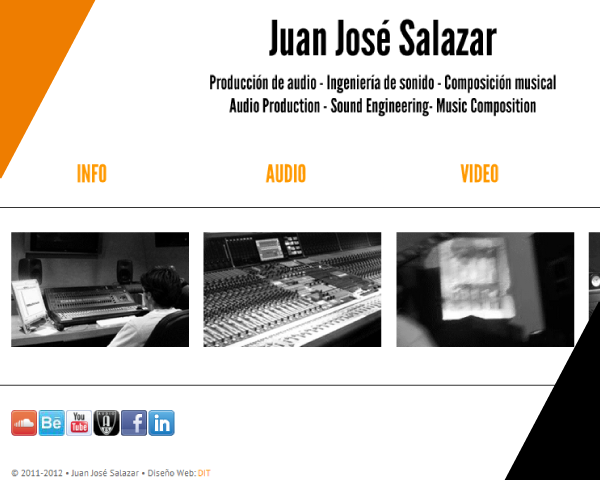 Juan José Salazar
Producción de audio - Ingeniería de sonido - Composición musical
Audio Production - Sound Engineering- Music Composition
INFO AUDIO VIDEO
Bē You Tube f in
© 2011-2012 • Juan José Salazar • Diseño Web: DIT